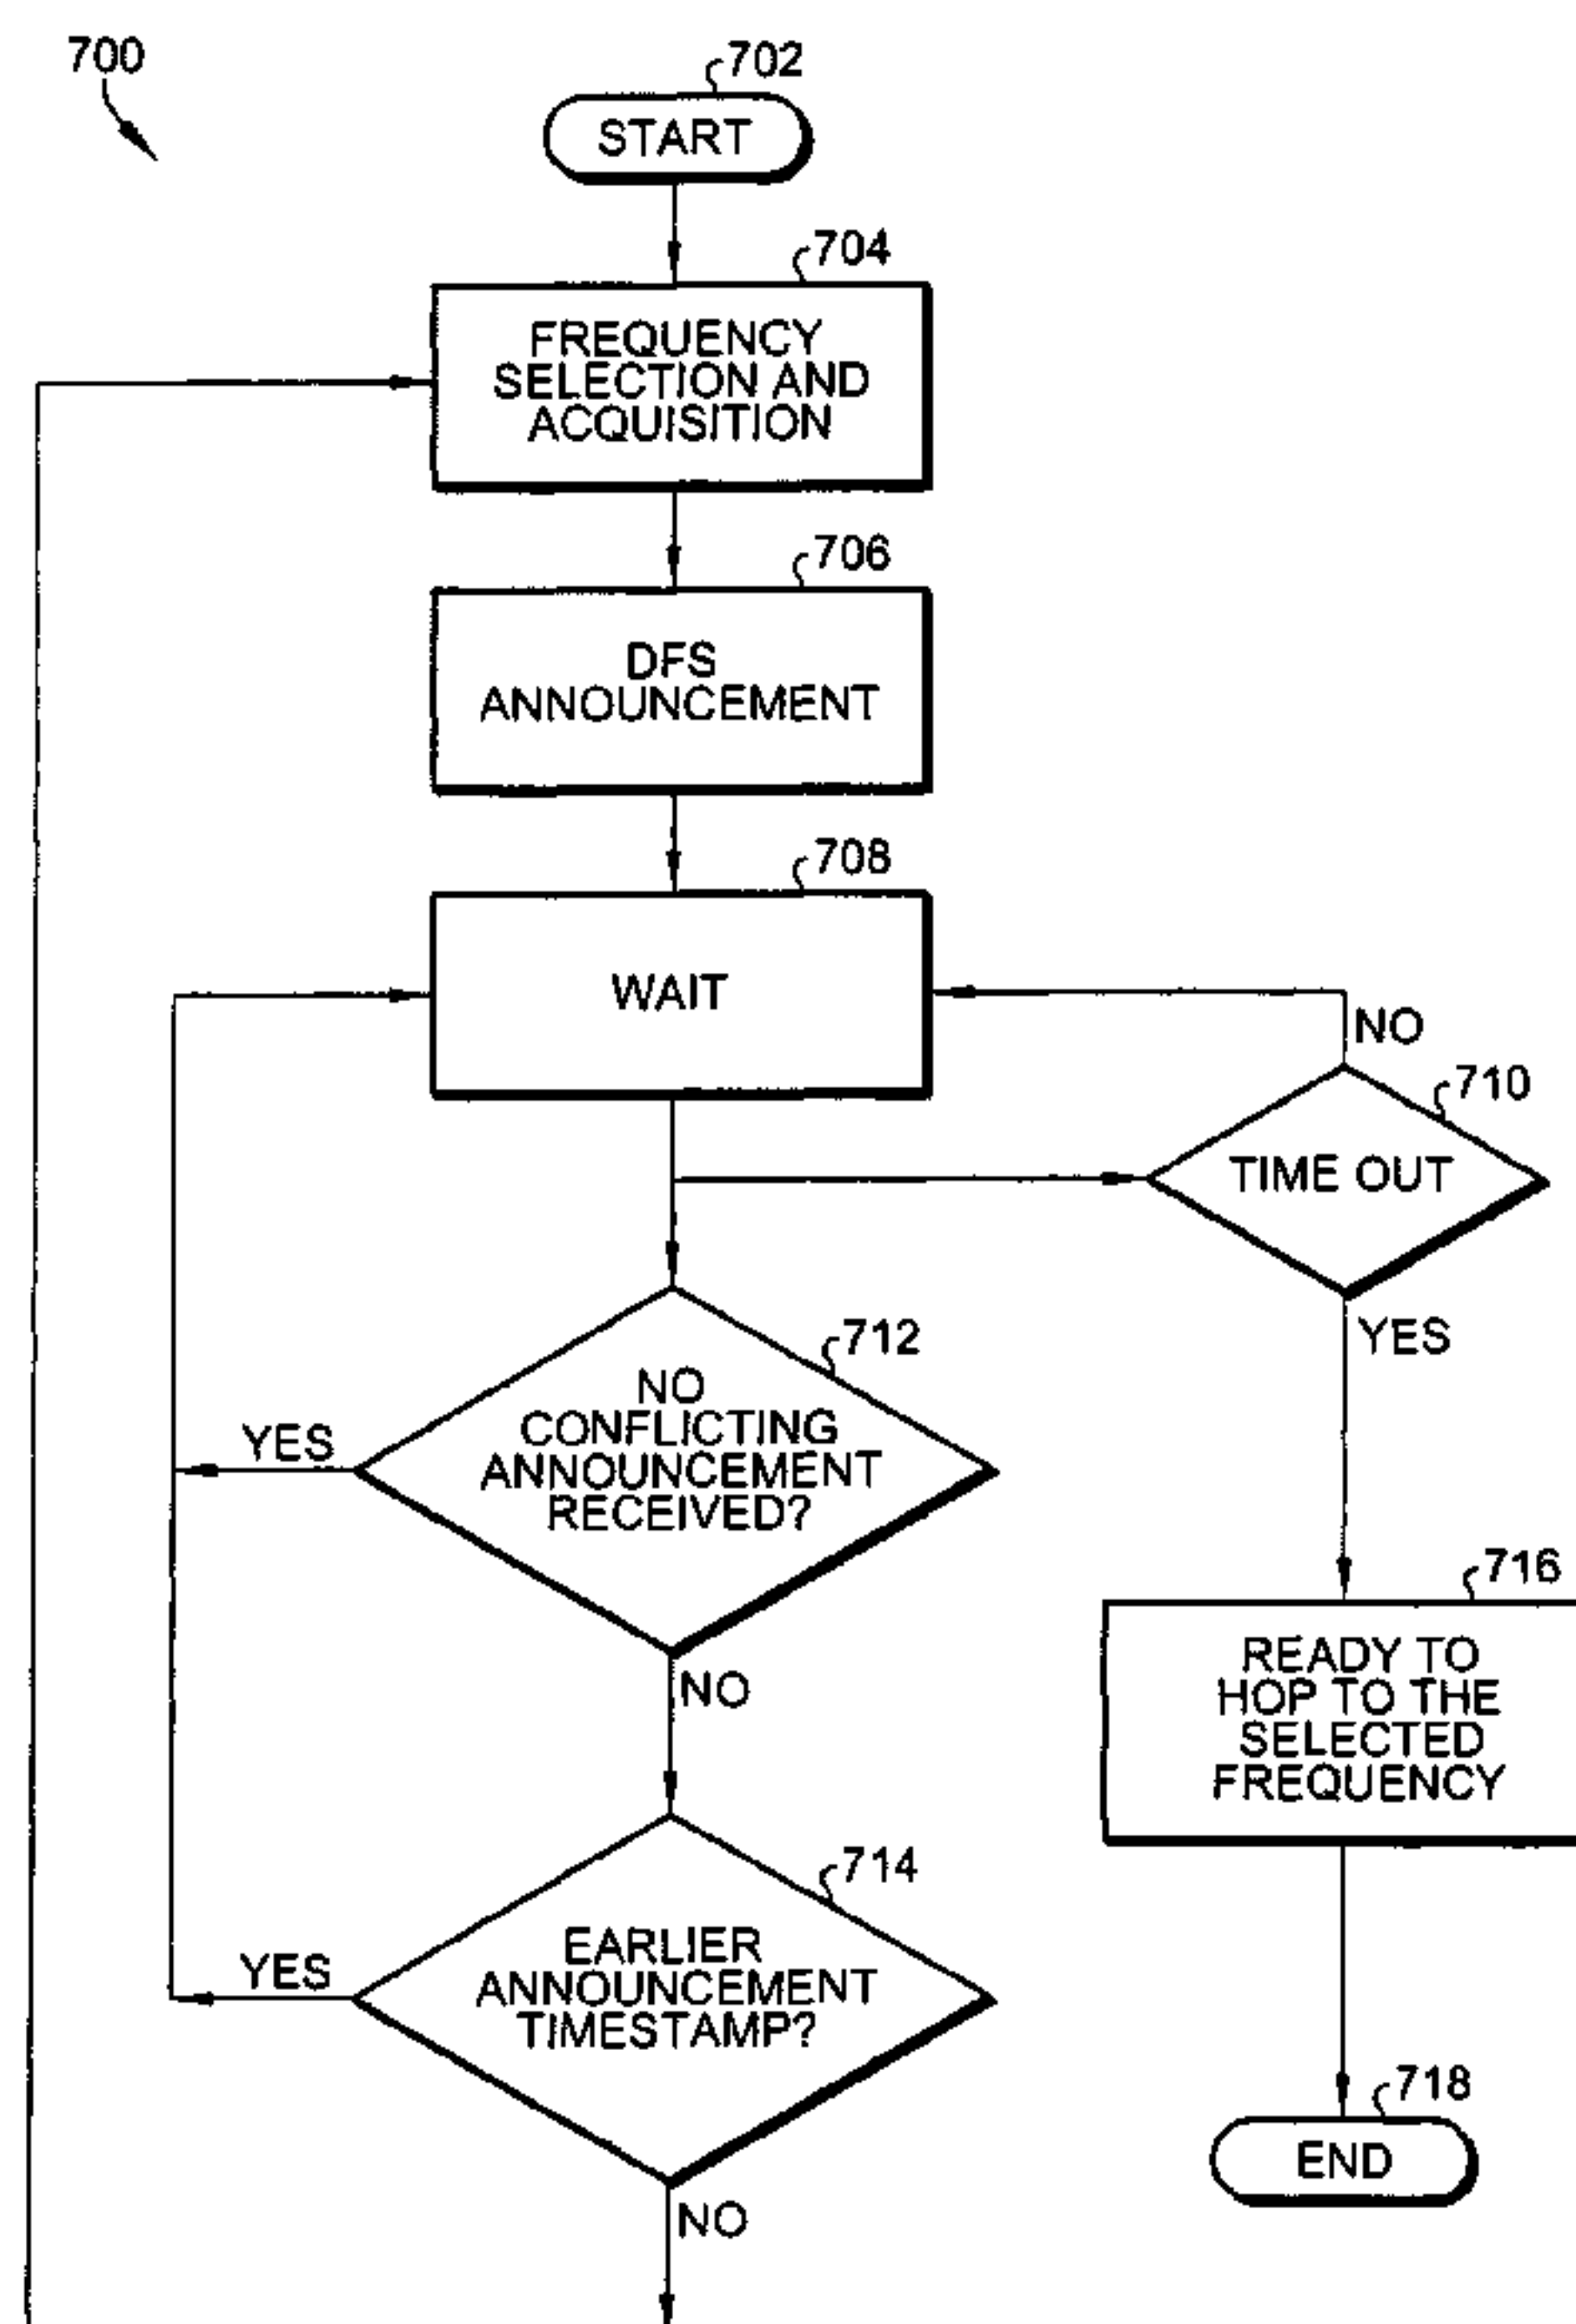 700
702
START
704
FREQUENCY
SELECTION AND
ACQUISITION
706
DFS
ANNOUNCEMENT
708
WAIT
NO
710
TIME OUT
YES
712
NO
CONFLICTING
ANNOUNCEMENT
RECEIVED?
YES
NO
716
READY TO
HOP TO THE
SELECTED
FREQUENCY
714
EARLIER
ANNOUNCEMENT
TIMESTAMP?
YES
NO
718
END